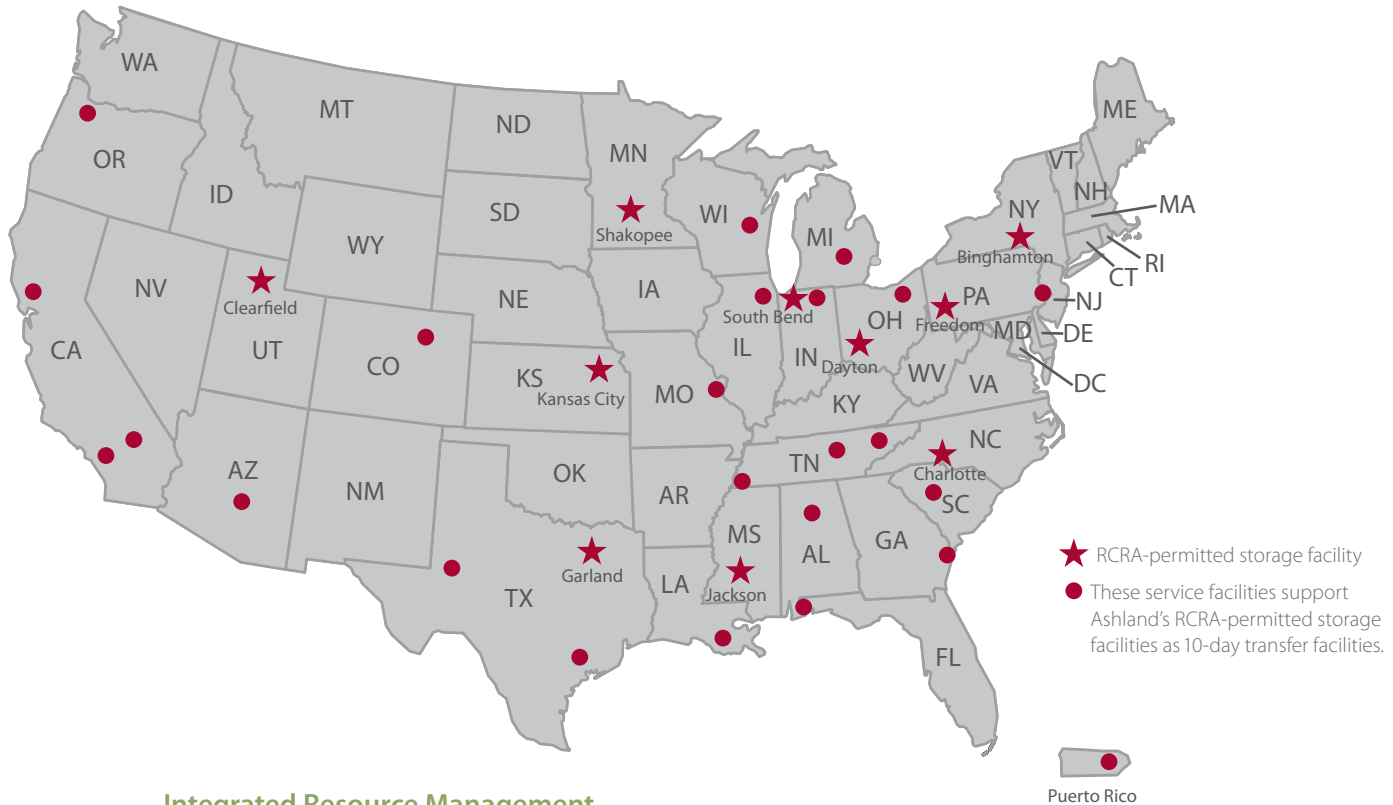 WA
MT
ND
MN
ME
OR
ID
SD
WI
MI
VT
NH
NY
MA
WY
Shakopee
Binghamton
RI
CT
NV
Clearfield
NE
IA
South Bend
OH
PA
Freedom
NJ
CA
UT
CO
KS
Kansas City
MO
IL
IN
Dayton
WV
MD
DE
VA
DC
KY
AZ
NM
OK
AR
TN
NC
Charlotte
SC
MS
AL
GA
TX
Garland
LA
Jackson
FL
RCRA-permitted storage facility
These service facilities support
Ashland's RCRA-permitted storage
facilities as 10-day transfer facilities.
Puerto Rico
Integrated Resource Management